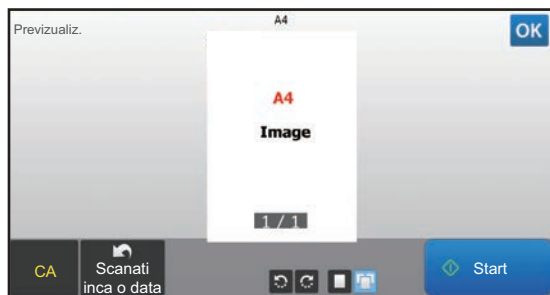 A4
Previzualiz.
OK
A4
Image
1 / 1
CA
Scanati
inca o data
Start